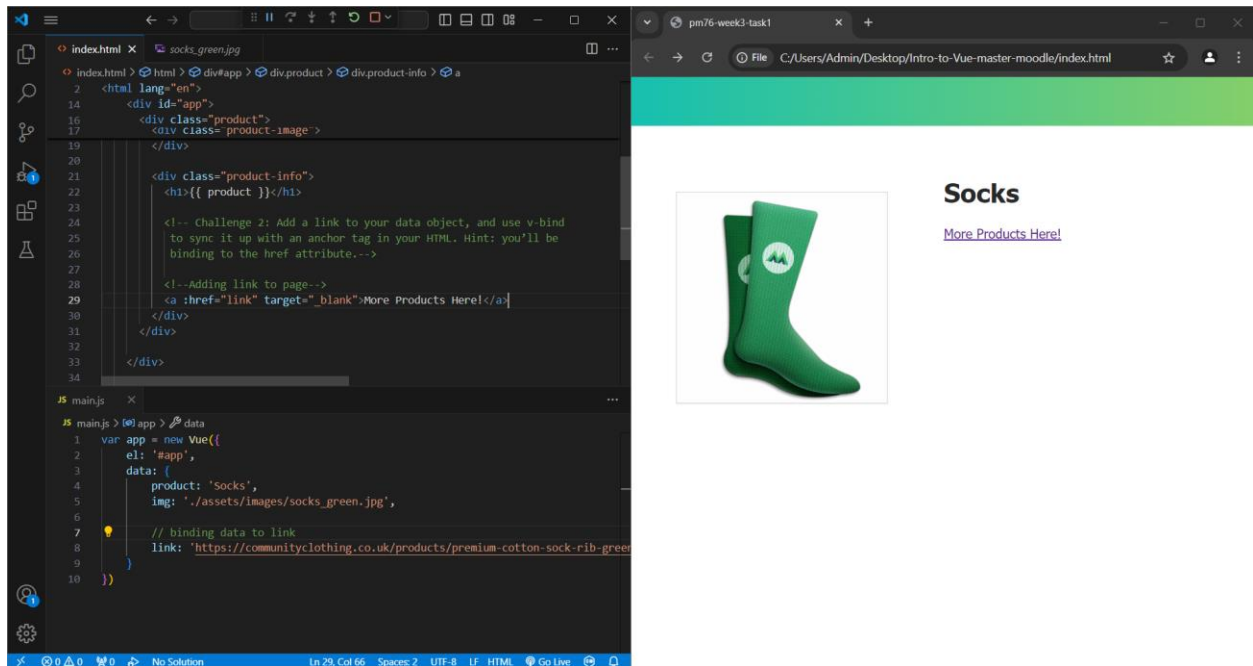 index.html
socks_green.jpg
index.html > html > div#app > div.product > div.product-info > a
2 <html lang="en">
14 <div id="app">
16 <div class="product">
17 <div class="product-image">
19 </div>
20
21 <div class="product-info">
22 <h1>{{ product }}</h1>
23
24 <!-- Challenge 2: Add a link to your data object, and use v-bind
25 to sync it up with an anchor tag in your HTML. Hint: you’ll be
26 binding to the href attribute.-->
27
28 <!--Adding link to page-->
29 <a :href="link" target="_blank">More Products Here!</a>
30 </div>
31 </div>
32
33 </div>
34
JS main.js
JS main.js > app > data
1 var app = new Vue({
2 el: '#app',
3 data: {
4 product: 'Socks',
5 img: './assets/images/socks_green.jpg',
6
7 // binding data to link
8 link: 'https://communityclothing.co.uk/products/premium-cotton-sock-rib-green
9 }
10 })
1
1
0 0 0 No Solution Ln 29, Col 66 Spaces: 2 UTF-8 LF HTML Go Live
pm76-week3-task1
File C:/Users/Admin/Desktop/Intro-to-Vue-master-moodle/index.html
Socks
More Products Here!